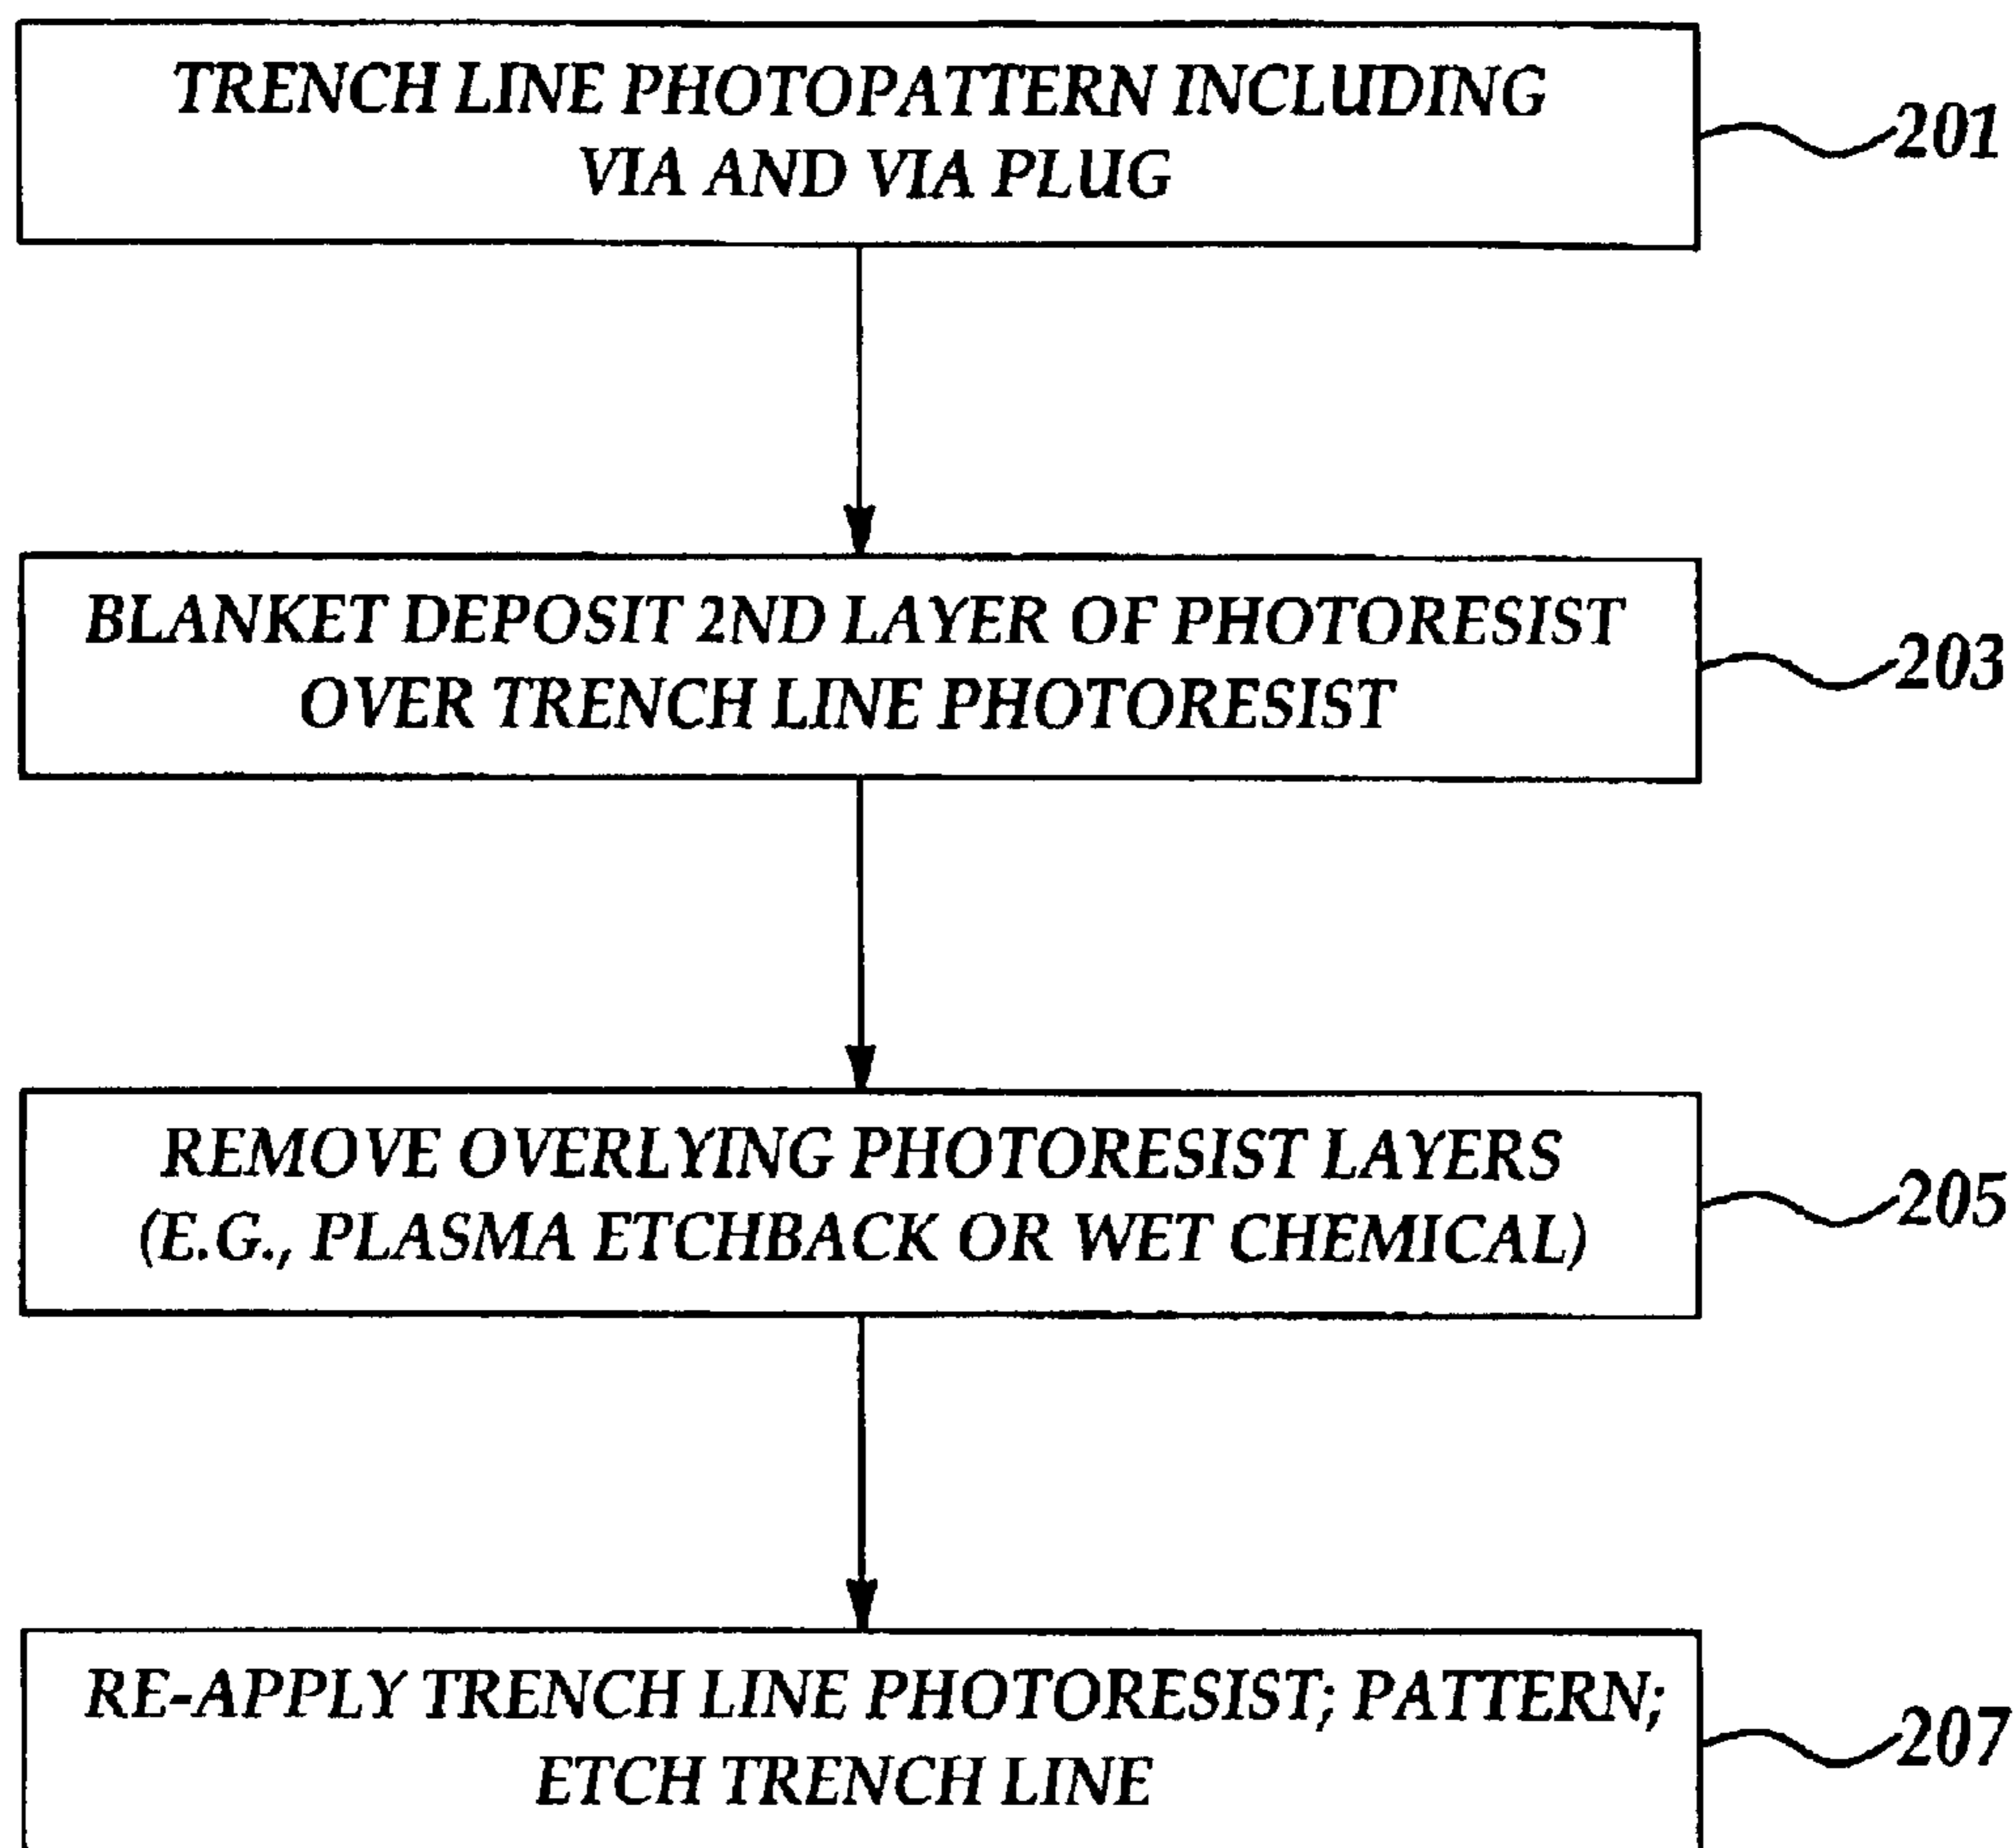 TRENCH LINE PHOTOPATTERN INCLUDING
VIA AND VIA PLUG
201
BLANKET DEPOSIT 2ND LAYER OF PHOTORESIST
OVER TRENCH LINE PHOTORESIST
203
REMOVE OVERLYING PHOTORESIST LAYERS
(E.G., PLASMA ETCHBACK OR WET CHEMICAL)
205
RE-APPLY TRENCH LINE PHOTORESIST; PATTERN;
ETCH TRENCH LINE
207